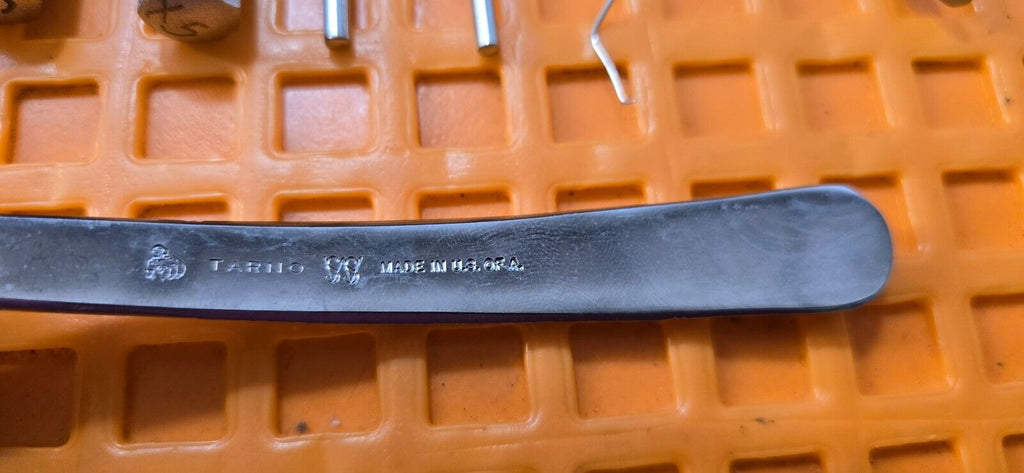 TARNO MADE IN U.S. OF A.